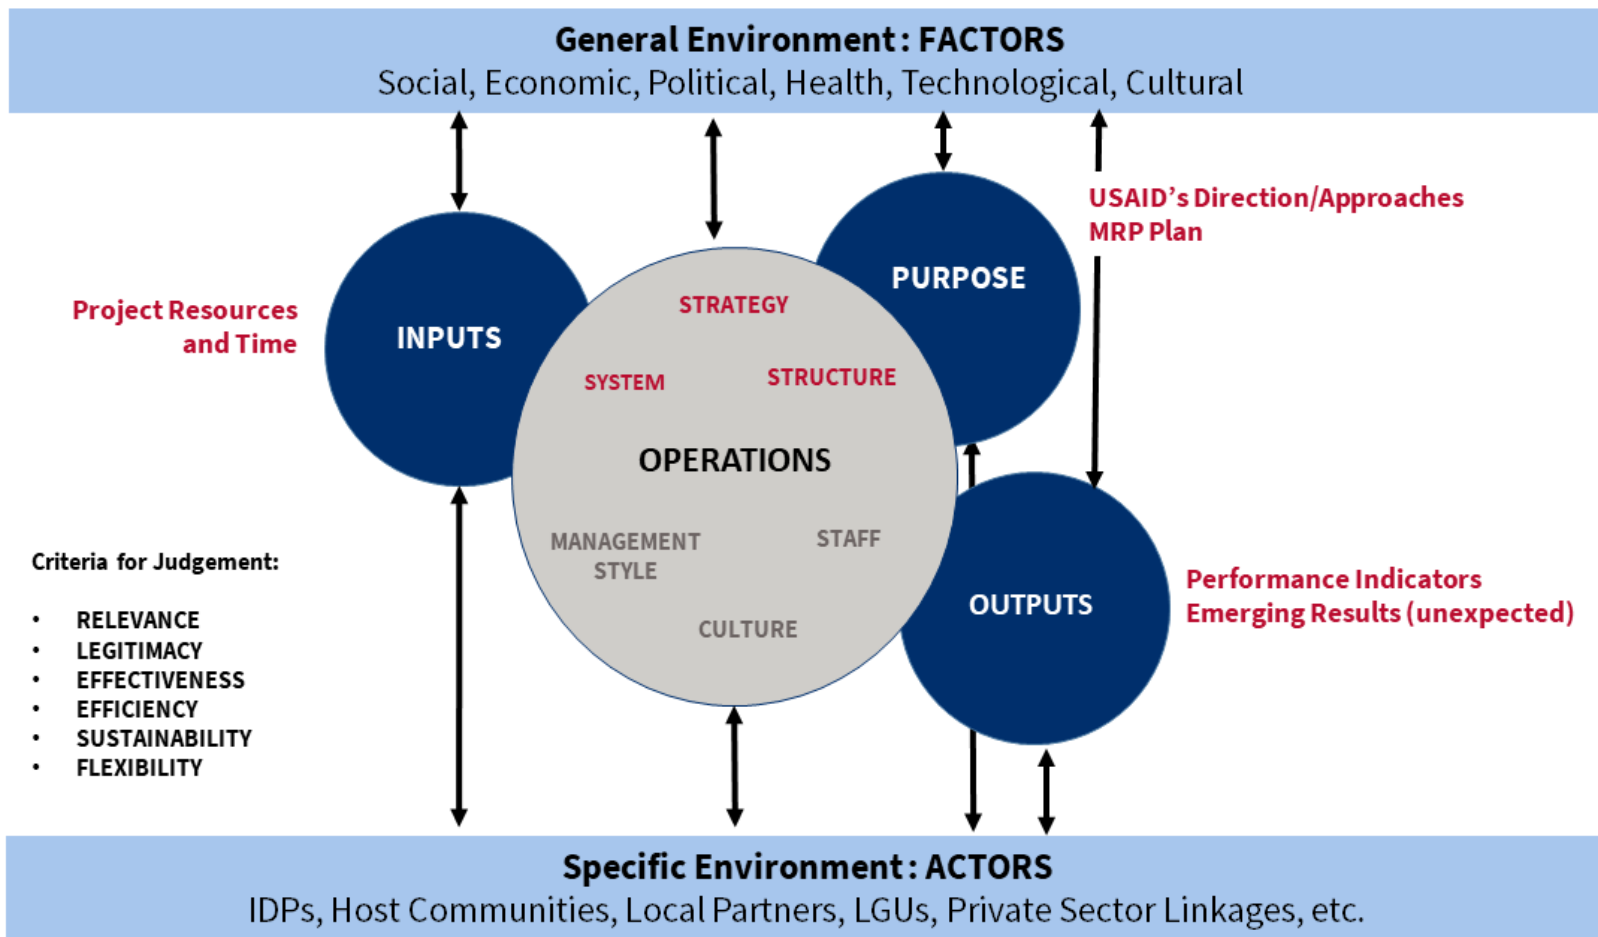 General Environment: FACTORS
Social, Economic, Political, Health, Technological, Cultural
USAID's Direction/Approaches
MRP Plan
PURPOSE
Project Resources
and Time
INPUTS
STRATEGY
SYSTEM
STRUCTURE
OPERATIONS
MANAGEMENT
STYLE
STAFF
CULTURE
OUTPUTS
Performance Indicators
Emerging Results (unexpected)
Criteria for Judgement:
• RELEVANCE
• LEGITIMACY
• EFFECTIVENESS
• EFFICIENCY
• SUSTAINABILITY
• FLEXIBILITY
Specific Environment: ACTORS
IDPs, Host Communities, Local Partners, LGUs, Private Sector Linkages, etc.